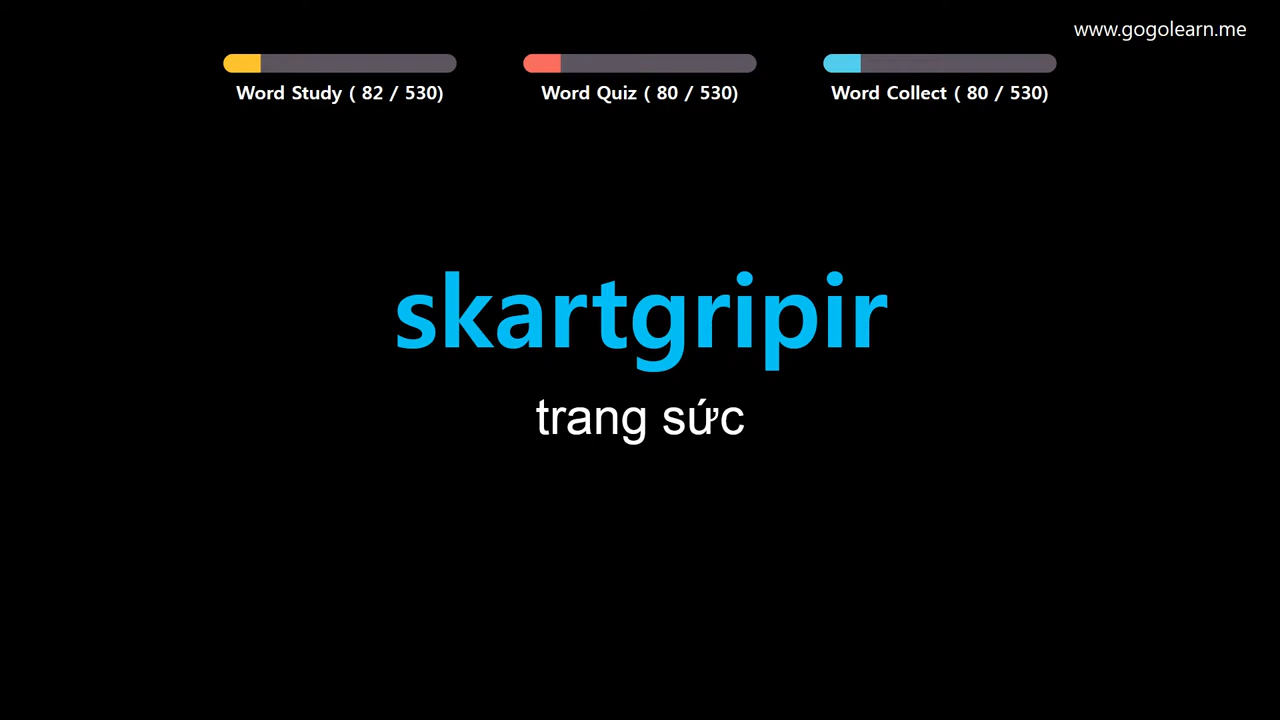 www.gogolearn.me
Word Study ( 82 / 530)
Word Quiz ( 80 / 530)
Word Collect ( 80 / 530)
skartgripir
trang sức